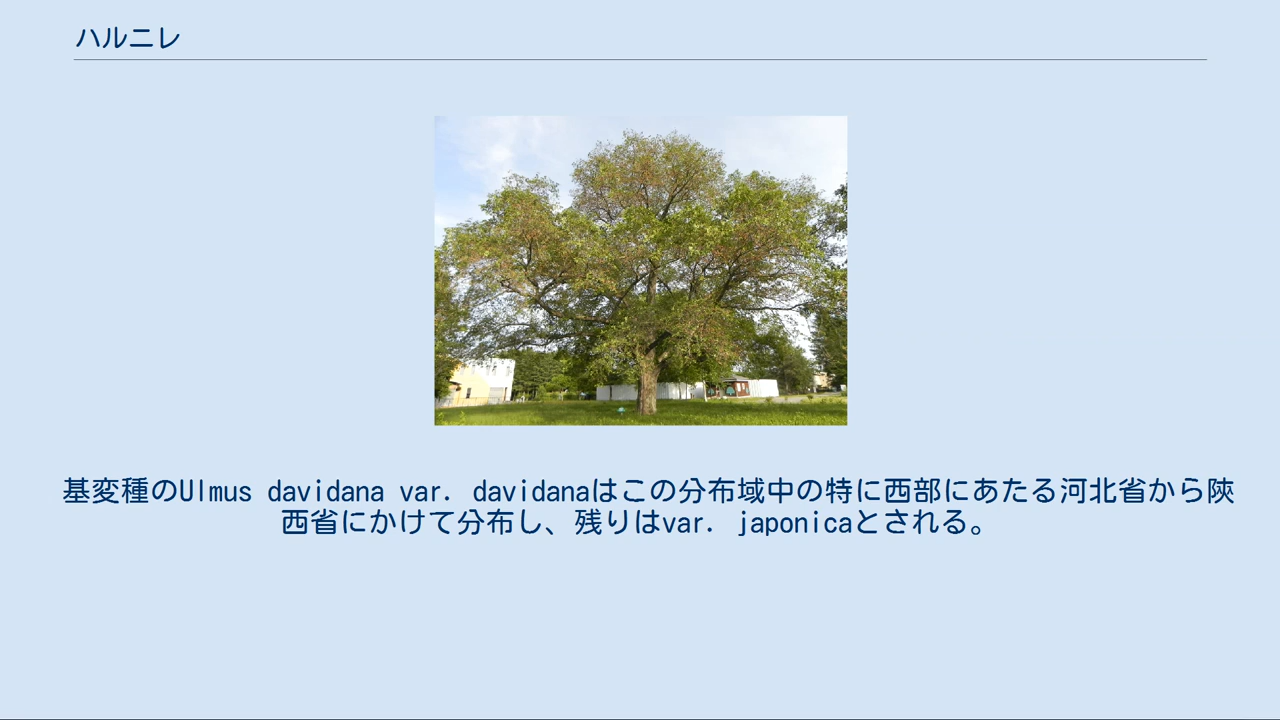 ハルニレ
基変種のUlmus davidana var. davidanaはこの分布域中の特に西部にあたる河北省から陝
西省にかけて分布し、残りはvar. japonicaとされる。